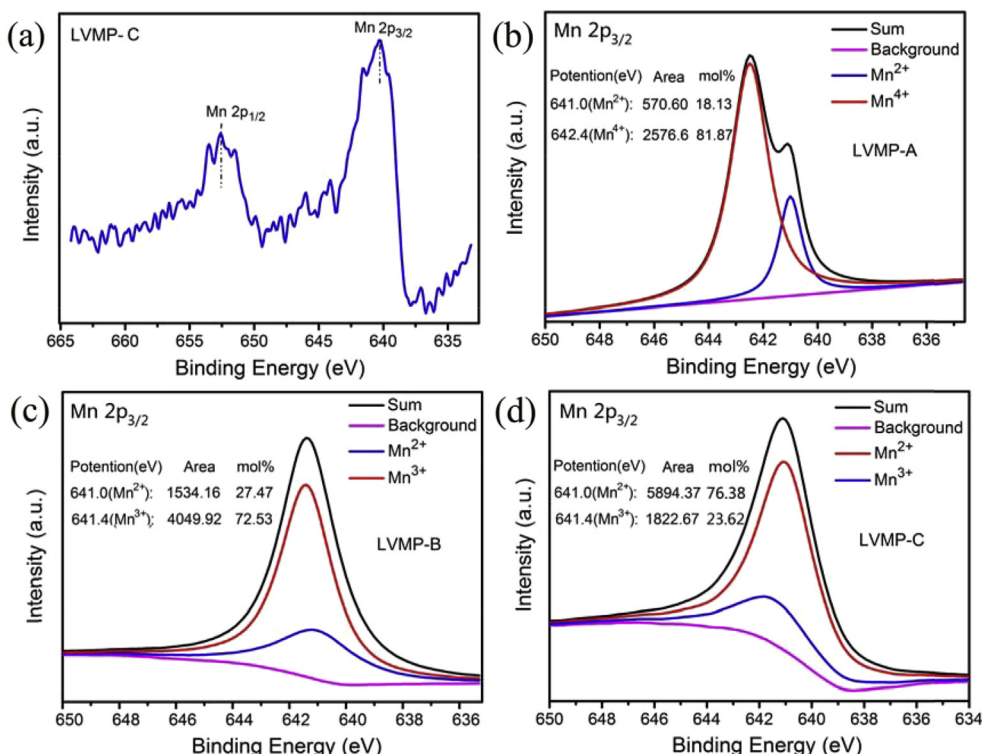 (a)
LVMP- C
Mn 2p3/2
Mn 2p1/2
Intensity (a.u.)
665 660 655 650 645 640 635
Binding Energy (eV)
(b)
Mn 2p3/2
Sum
Background
Mn2+
Mn4+
Potention(eV) Area mol%
641.0(Mn2+): 570.60 18.13
642.4(Mn4+): 2576.6 81.87
LVMP-A
Intensity (a.u.)
650 648 646 644 642 640 638 636
Binding Energy (eV)
(c)
Mn 2p3/2
Sum
Background
Mn2+
Mn3+
Potention(eV) Area mol%
641.0(Mn2+): 1534.16 27.47
641.4(Mn3+): 4049.92 72.53
LVMP-B
Intensity (a.u.)
650 648 646 644 642 640 638 636
Binding Energy (eV)
(d)
Mn 2p3/2
Sum
Background
Mn2+
Mn3+
Potention(eV) Area mol%
641.0(Mn2+): 5894.37 76.38
641.4(Mn3+): 1822.67 23.62
LVMP-C
Intensity (a.u.)
650 648 646 644 642 640 638 636 634
Binding Energy (eV)